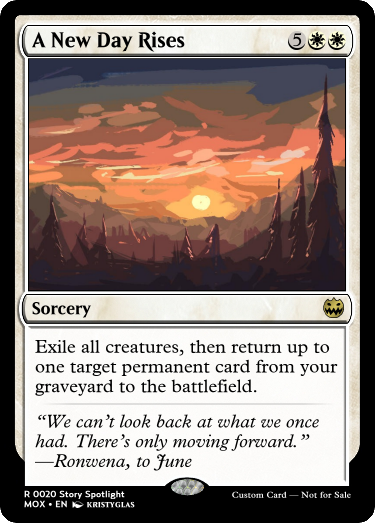 A New Day Rises 5
Sorcery
Exile all creatures, then return up to
one target permanent card from your
graveyard to the battlefield.
“We can’t look back at what we once
had. There’s only moving forward.”
—Ronwena, to June
R 0020 Story Spotlight
MOX • EN KRISTYGLAS
Custom Card — Not for Sale